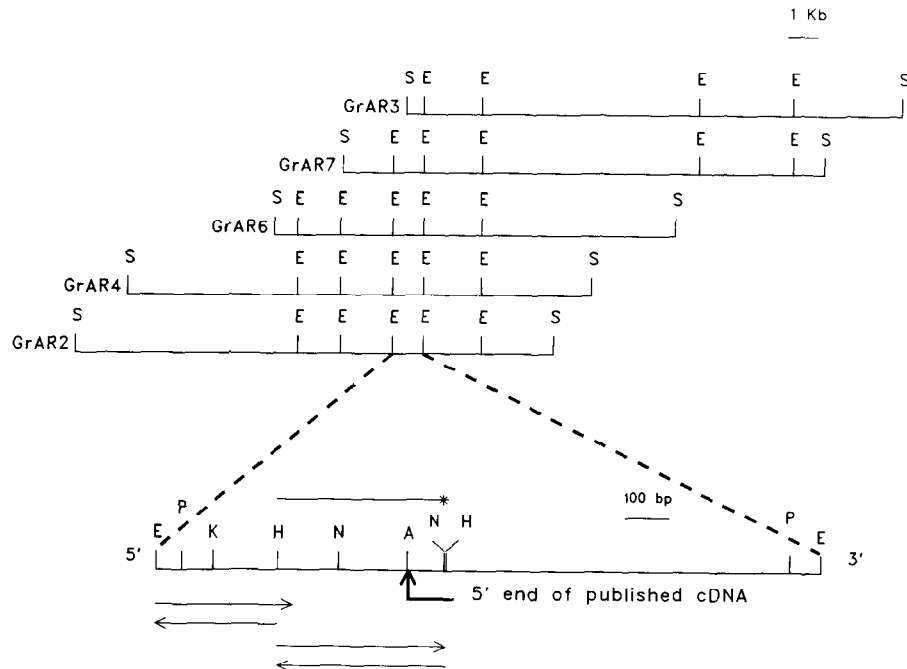 1 Kb
S E E E E S
GrAR3
S E E E E E S
GrAR7
S E E E E E S
GrAR6
S E E E E E S
GrAR4
S E E E E E S
GrAR2
100 bp
E P K H N A N H P E
5' 3'
5' end of published cDNA